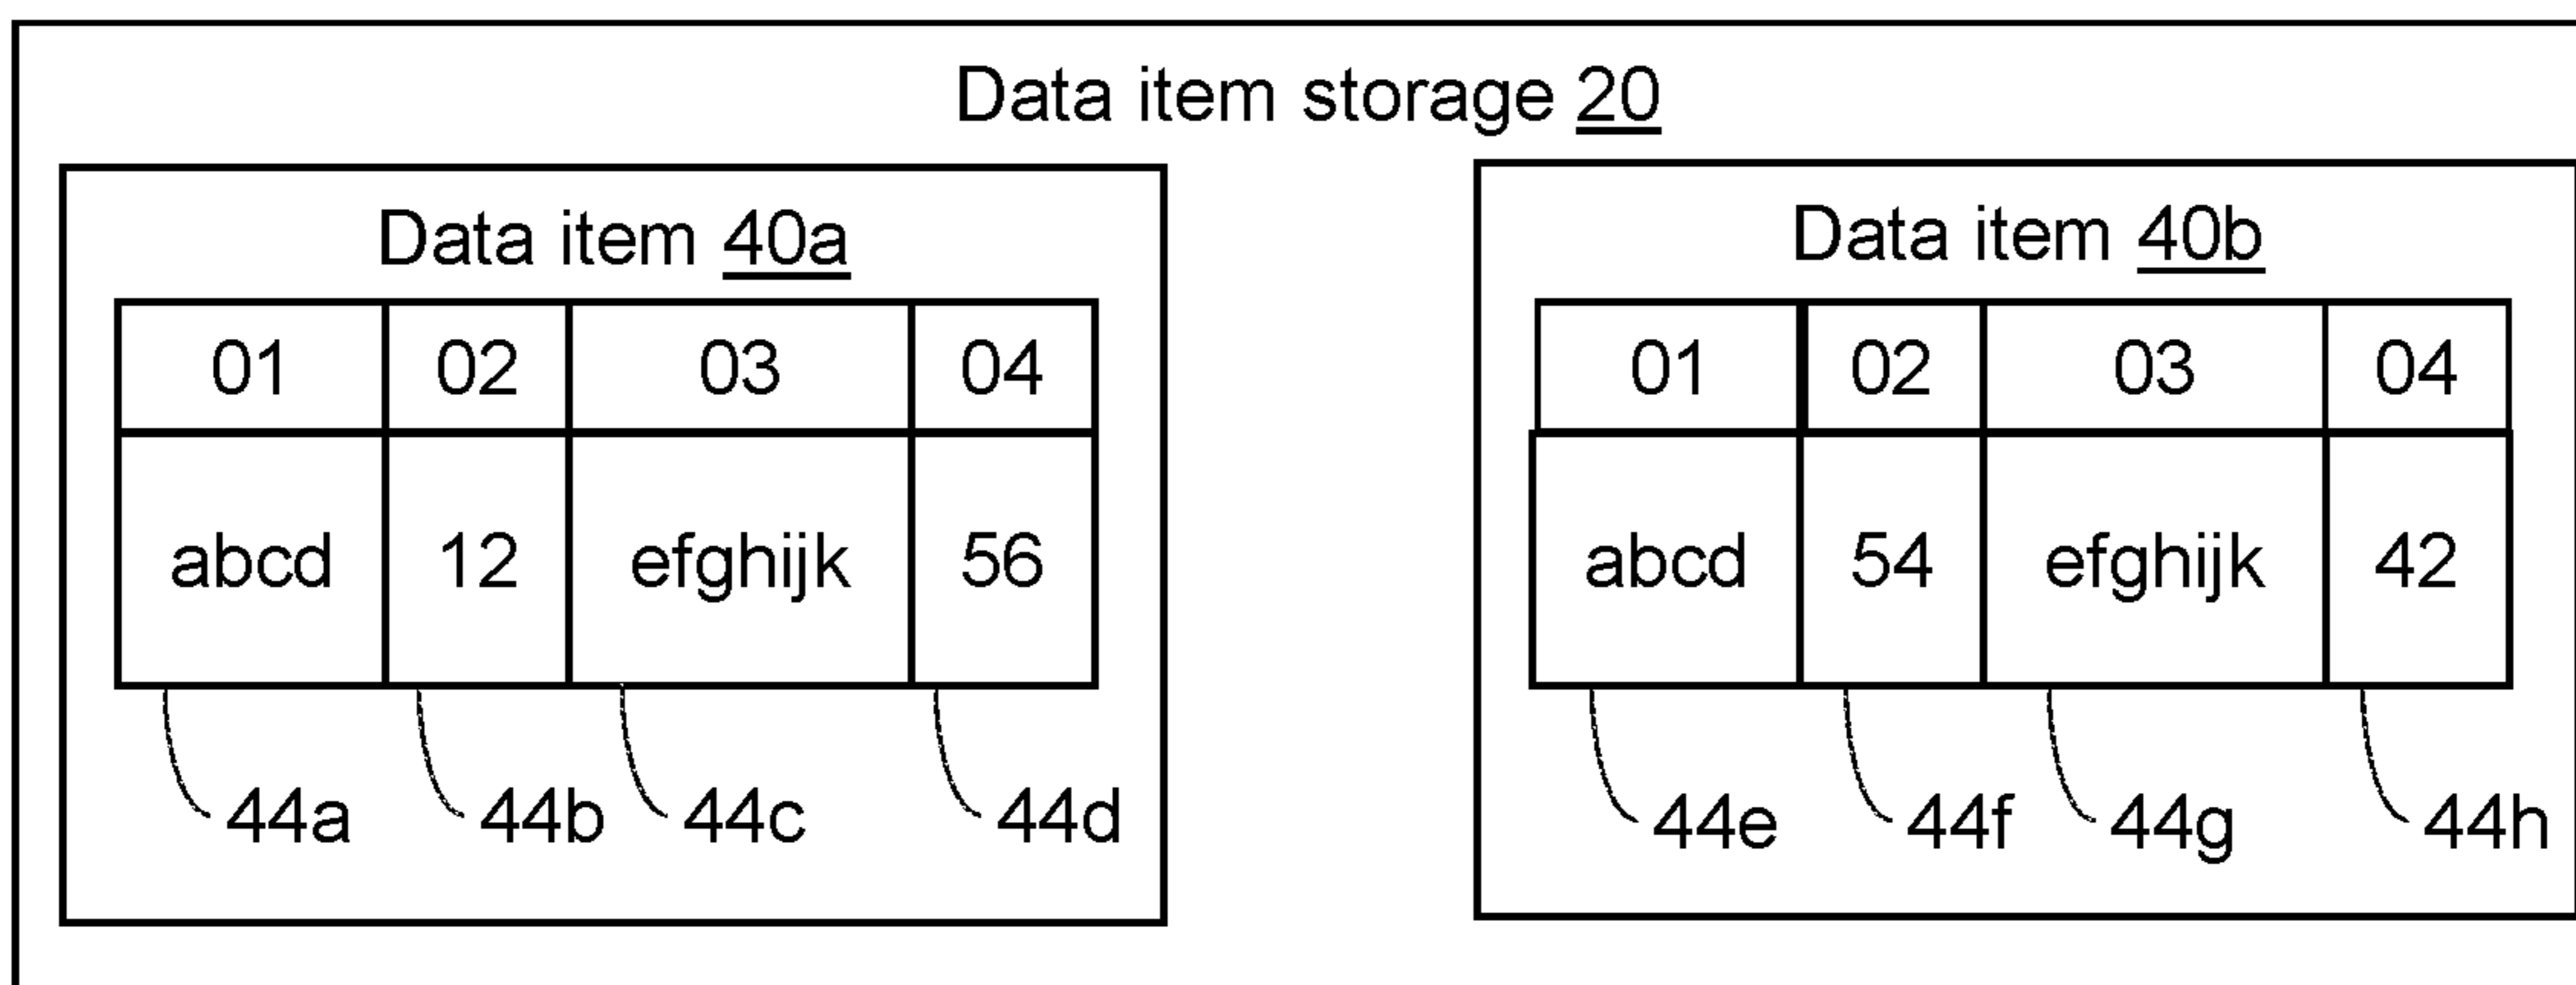 Data item storage 20
Data item 40a
01 02 03 04
abcd 12 efghijk 56
44a 44b 44c 44d
Data item 40b
01 02 03 04
abcd 54 efghijk 42
44e 44f 44g 44h